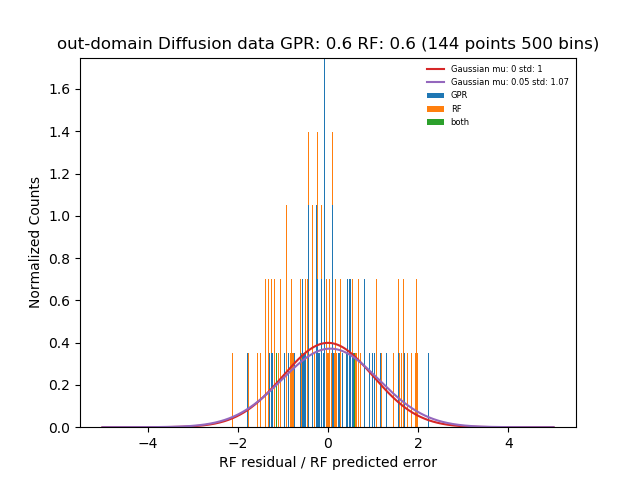 out-domain Diffusion data GPR: 0.6 RF: 0.6 (144 points 500 bins)
Gaussian mu: 0 std: 1
Gaussian mu: 0.05 std: 1.07
GPR
RF
both
Normalized Counts
1.6
1.4
1.2
1.0
0.8
0.6
0.4
0.2
0.0
−4 −2 0 2 4
RF residual / RF predicted error